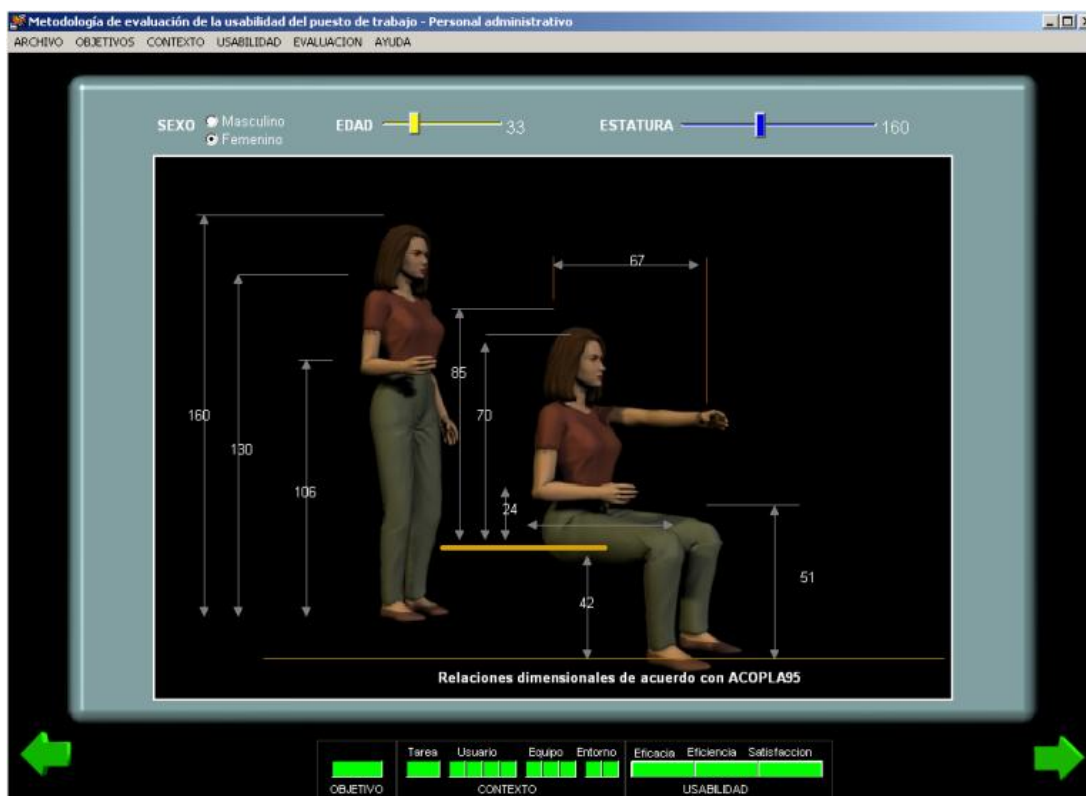 Metodología de evaluación de la usabilidad del puesto de trabajo - Personal administrativo
ARCHIVO OBJETIVOS CONTEXTO USABILIDAD EVALUACION AYUDA
SEXO Masculino EDAD 33 ESTATURA 160
Femenino
67
85
160
70
130
106
24
51
42
Relaciones dimensionales de acuerdo con ACOPLA95
Tarea Usuario Equipo Entorno Eficacia Eficiencia Satisfaccion
OBJETIVO CONTEXTO USABILIDAD